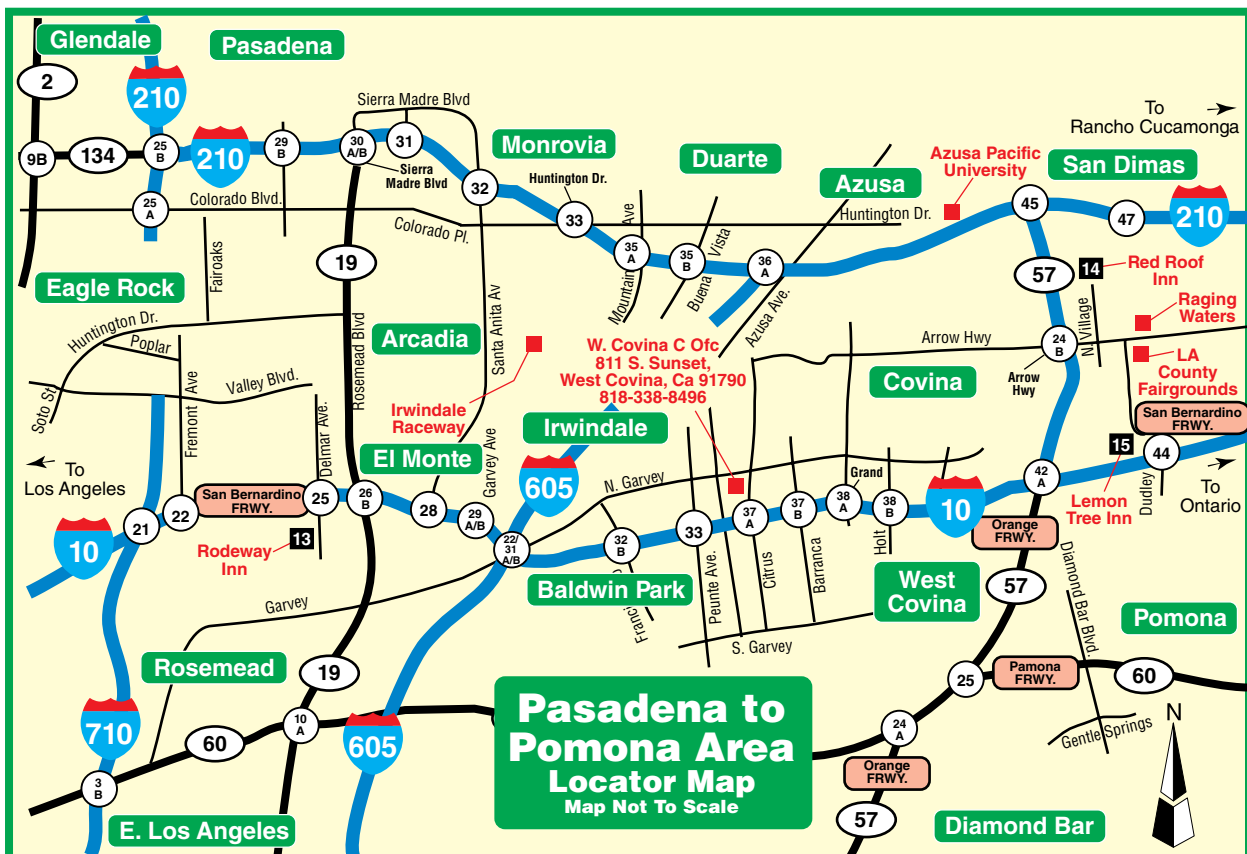 Glendale
Pasadena
2
210
Sierra Madre Blvd
To
Rancho Cucamonga
9B
134
25
B
210
29
B
30
A/B
31
Sierra
Madre Blvd
Monrovia
Duarte
Azusa Pacific
University
San Dimas
32
Huntington Dr.
Azusa
25
A
Colorado Blvd.
Colorado Pl.
33
Mountain Ave
Huntington Dr.
45
47
210
Fairoaks
19
35
A
35
B
Buena Vista
36
A
57
14
Red Roof
Inn
Eagle Rock
Huntington Dr.
Poplar
Rosemead Blvd
Arcadia
Santa Anita Av
Azusa Ave.
N. Village
Raging
Waters
W. Covina C Ofc
811 S. Sunset,
West Covina, Ca 91790
818-338-8496
Arrow Hwy
24
B
Arrow
Hwy
LA
County
Fairgrounds
Soto St.
Fremont Ave
Valley Blvd.
Delmar Ave.
Irwindale
Raceway
Covina
San Bernardino
FRWY.
Irwindale
Garvey Ave
El Monte
15
44
To
Los Angeles
San Bernardino
FRWY.
25
26
B
28
29
A/B
605
N. Garvey
Grand
42
A
Lemon
Tree Inn
Dudley
To
Ontario
10
21
22
13
Rodeway
Inn
22/
31
A/B
32
B
33
37
A
37
B
38
A
38
B
10
Orange
FRWY.
Peunte Ave.
Citrus
Barranca
Holt
Baldwin Park
West
Covina
57
Diamond Bar Blvd.
Pomona
Garvey
S. Garvey
Rosemead
19
25
Pamona
FRWY.
60
710
60
10
A
605
Pasadena to
Pomona Area
Locator Map
Map Not To Scale
24
A
Gentle Springs
N
3
B
Orange
FRWY.
E. Los Angeles
57
Diamond Bar